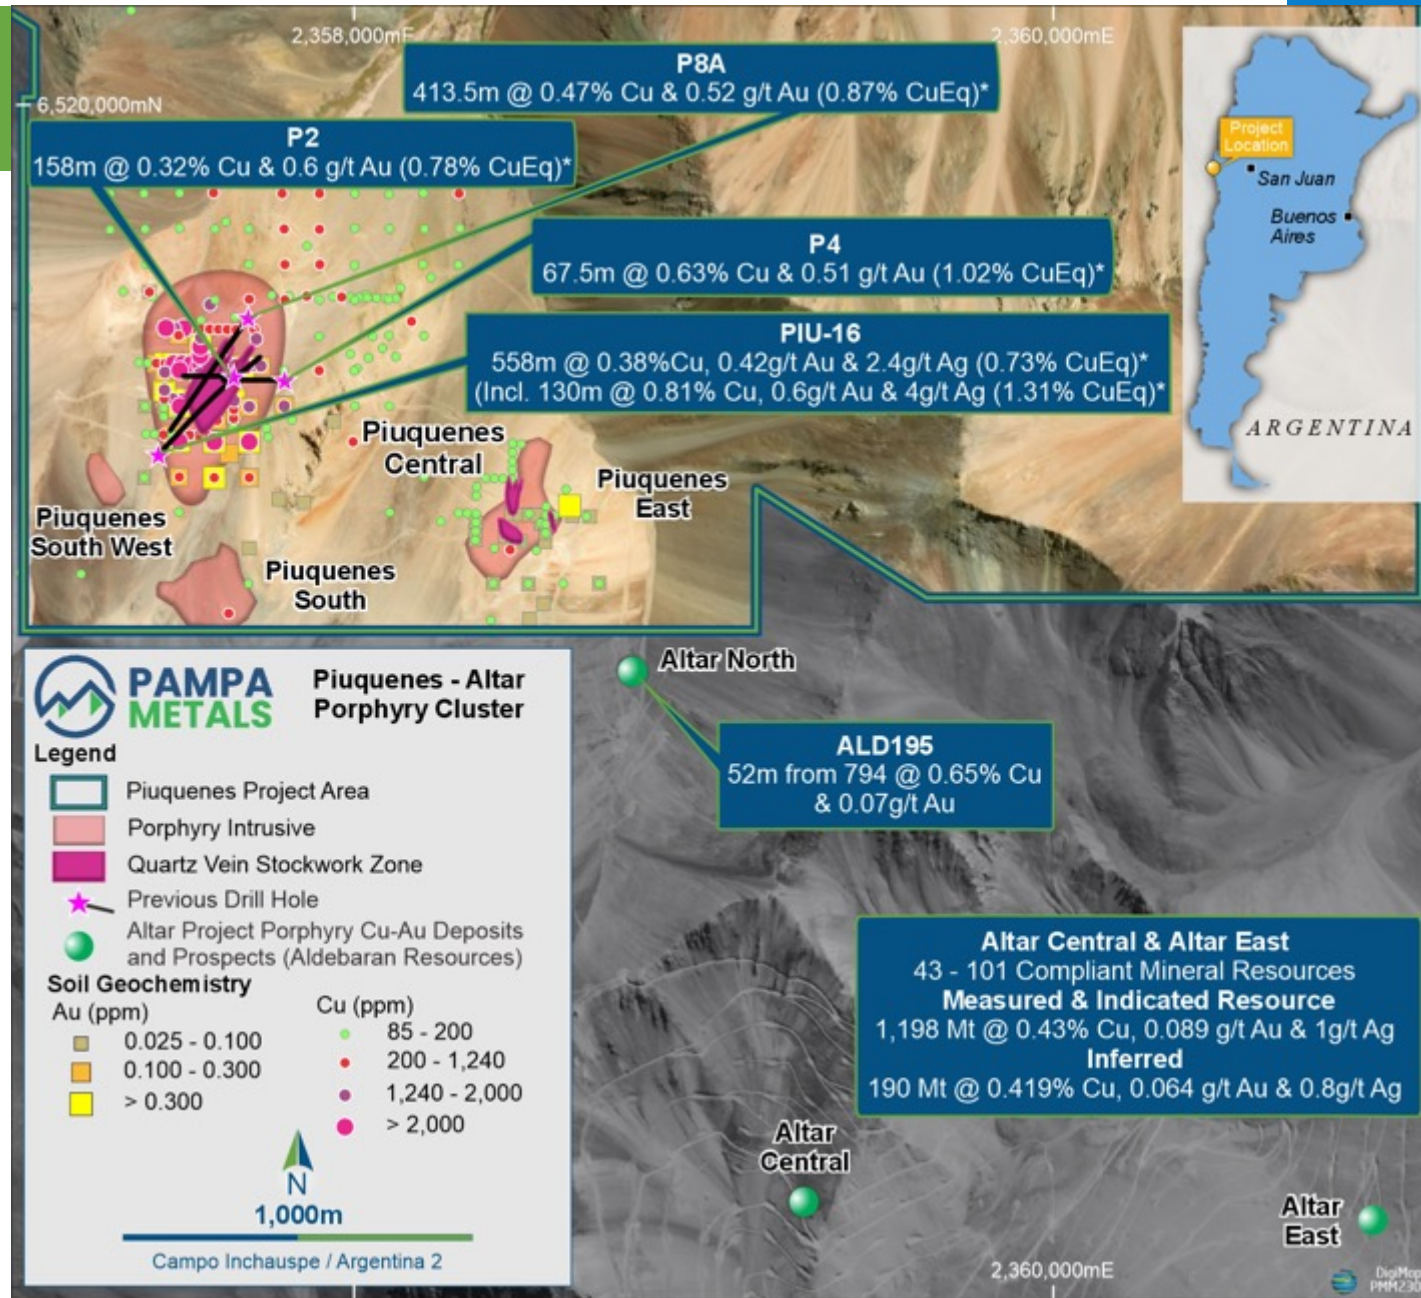 2,358,000mE
2,360,000mE
6,520,000mN
P8A
413.5m @ 0.47% Cu & 0.52 g/t Au (0.87% CuEq)*
P2
158m @ 0.32% Cu & 0.6 g/t Au (0.78% CuEq)*
P4
67.5m @ 0.63% Cu & 0.51 g/t Au (1.02% CuEq)*
PIU-16
558m @ 0.38%Cu, 0.42g/t Au & 2.4g/t Ag (0.73% CuEq)*
(Incl. 130m @ 0.81% Cu, 0.6g/t Au & 4g/t Ag (1.31% CuEq)*
Project
Location
San Juan
Buenos
Aires
ARGENTINA
Piuquenes
Central
Piuquenes
East
Piuquenes
South West
Piuquenes
South
Altar North
ALD195
52m from 794 @ 0.65% Cu
& 0.07g/t Au
PAMPA
METALS
Piuquenes - Altar
Porphyry Cluster
Legend
Piuquenes Project Area
Porphyry Intrusive
Quartz Vein Stockwork Zone
Previous Drill Hole
Altar Project Porphyry Cu-Au Deposits
and Prospects (Aldebaran Resources)
Soil Geochemistry
Au (ppm)
0.025 - 0.100
0.100 - 0.300
> 0.300
Cu (ppm)
85 - 200
200 - 1,240
1,240 - 2,000
> 2,000
N
1,000m
Campo Inchauspe / Argentina 2
Altar Central & Altar East
43 - 101 Compliant Mineral Resources
Measured & Indicated Resource
1,198 Mt @ 0.43% Cu, 0.089 g/t Au & 1g/t Ag
Inferred
190 Mt @ 0.419% Cu, 0.064 g/t Au & 0.8g/t Ag
Altar
Central
Altar
East
2,360,000mE
DigiMap
PMM230